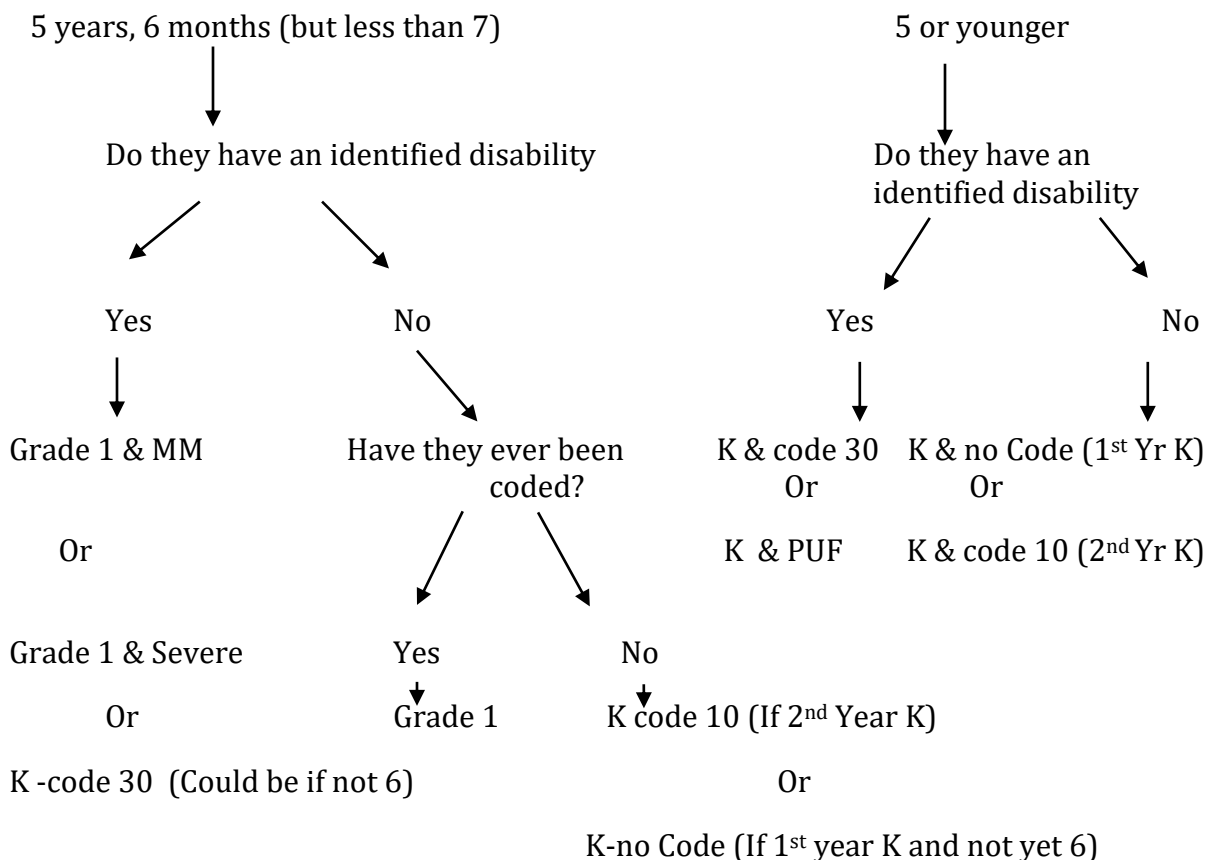 5 years, 6 months (but less than 7)
5 or younger
Do they have an identified disability
Do they have an
identified disability
Yes
No
Yes
No
Grade 1 & MM
Have they ever been
coded?
K & code 30
Or
K & no Code (1st Yr K)
Or
Or
K & PUF
K & code 10 (2nd Yr K)
Grade 1 & Severe
Yes
No
Or
Grade 1
K code 10 (If 2nd Year K)
K -code 30 (Could be if not 6)
Or
K-no Code (If 1st year K and not yet 6)